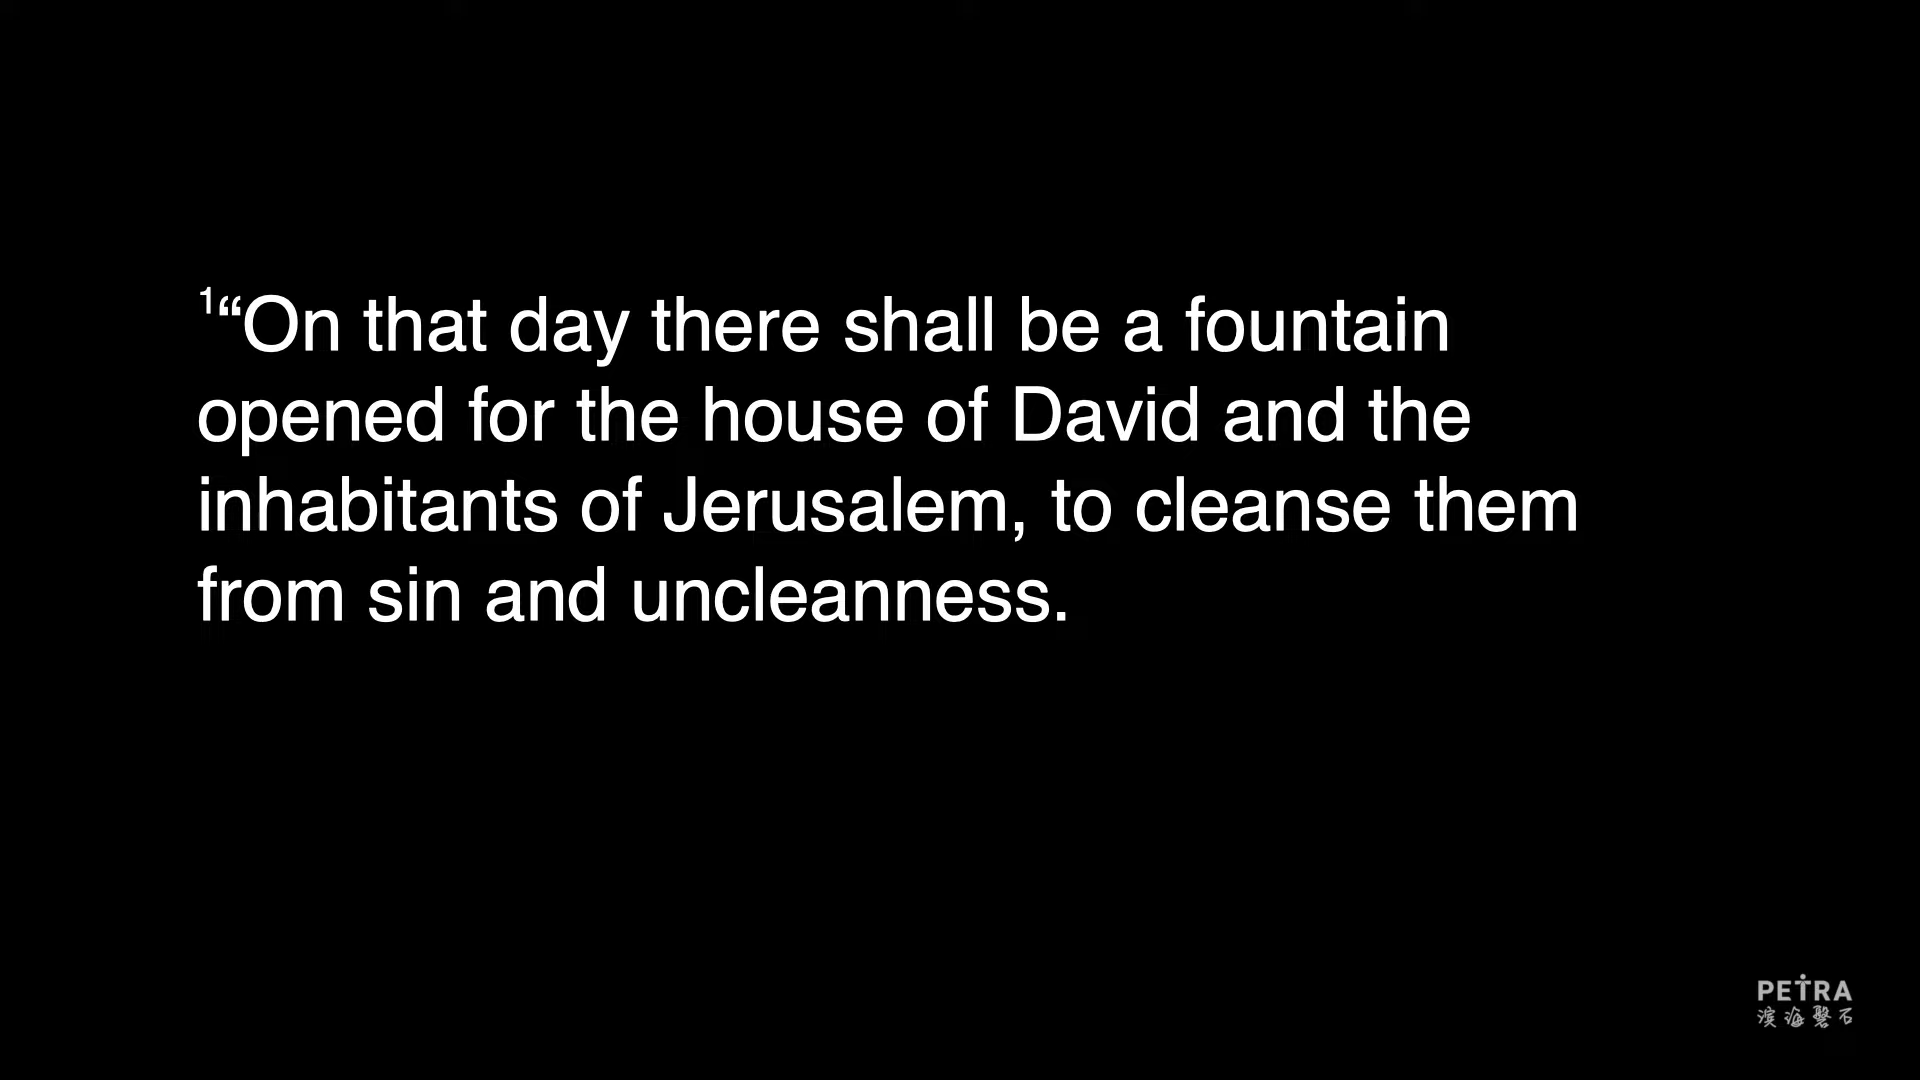 ¹“On that day there shall be a fountain
opened for the house of David and the
inhabitants of Jerusalem, to cleanse them
from sin and uncleanness.
PETRA
滨海磐石